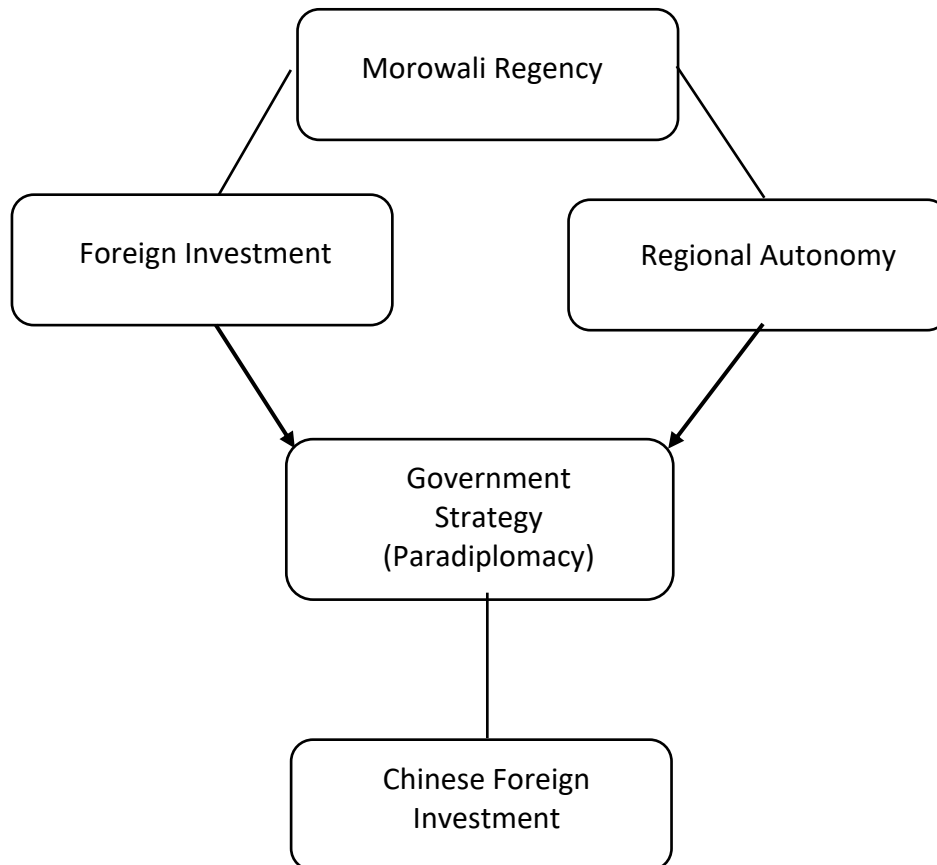 Morowali Regency
Foreign Investment
Regional Autonomy
Government
Strategy
(Paradiplomacy)
Chinese Foreign
Investment